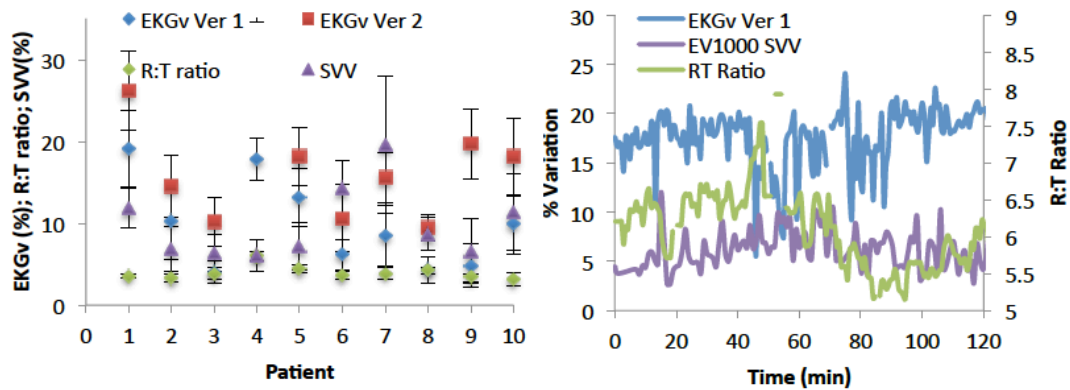 EKGv Ver 1
EKGv Ver 2
R:T ratio
SVV
EKGv (%); R:T ratio; SVV(%)
30
20
10
0
0 1 2 3 4 5 6 7 8 9 10
Patient
EKGv Ver 1
EV1000 SVV
RT Ratio
% Variation
30
25
20
15
10
5
0
0 20 40 60 80 100 120
Time (min)
9
8.5
8
7.5
7
6.5
6
5.5
5
R:T Ratio